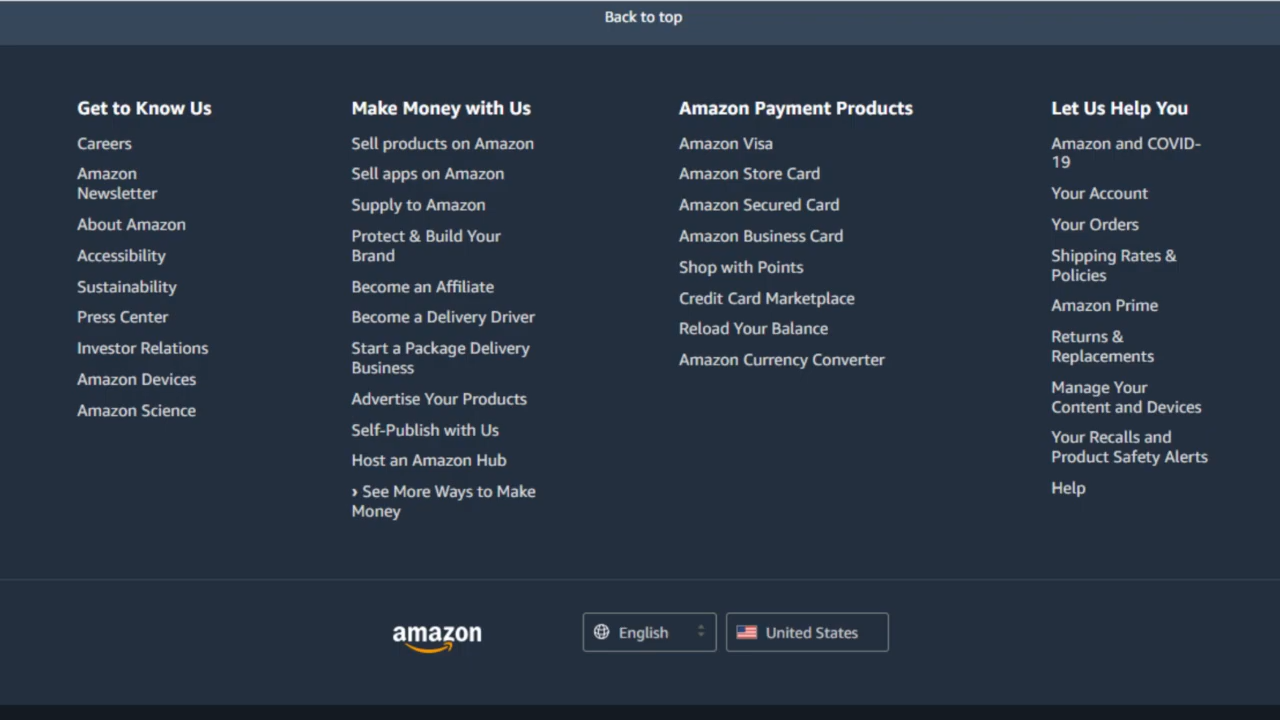 Back to top
Get to Know Us
Careers
Amazon
Newsletter
About Amazon
Accessibility
Sustainability
Press Center
Investor Relations
Amazon Devices
Amazon Science
Make Money with Us
Sell products on Amazon
Sell apps on Amazon
Supply to Amazon
Protect & Build Your
Brand
Become an Affiliate
Become a Delivery Driver
Start a Package Delivery
Business
Advertise Your Products
Self-Publish with Us
Host an Amazon Hub
› See More Ways to Make
Money
Amazon Payment Products
Amazon Visa
Amazon Store Card
Amazon Secured Card
Amazon Business Card
Shop with Points
Credit Card Marketplace
Reload Your Balance
Amazon Currency Converter
Let Us Help You
Amazon and COVID-
19
Your Account
Your Orders
Shipping Rates &
Policies
Amazon Prime
Returns &
Replacements
Manage Your
Content and Devices
Your Recalls and
Product Safety Alerts
Help
amazon
English
United States